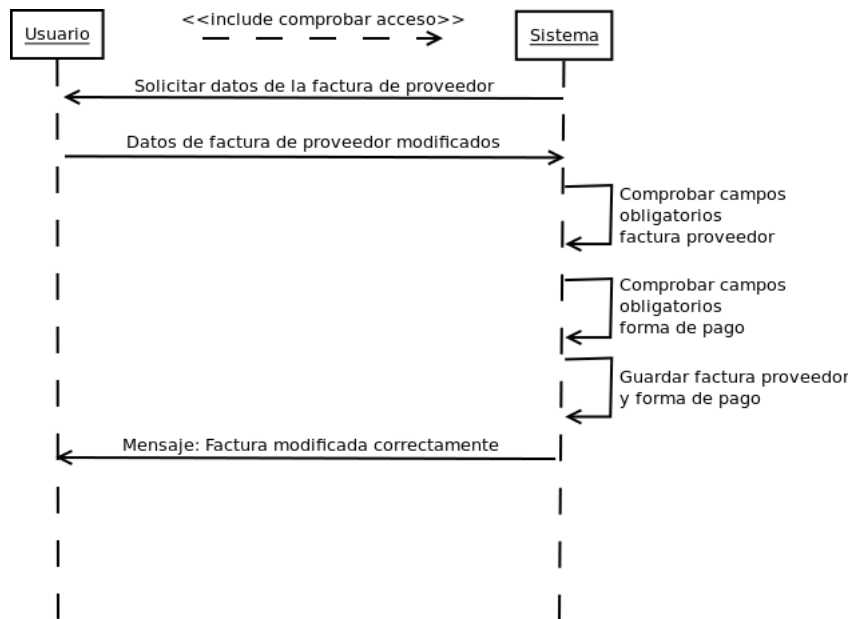 Usuario
<<include comprobar acceso>>
Sistema
Solicitar datos de la factura de proveedor
Datos de factura de proveedor modificados
Comprobar campos
obligatorios
factura proveedor
Comprobar campos
obligatorios
forma de pago
Guardar factura proveedor
y forma de pago
Mensaje: Factura modificada correctamente